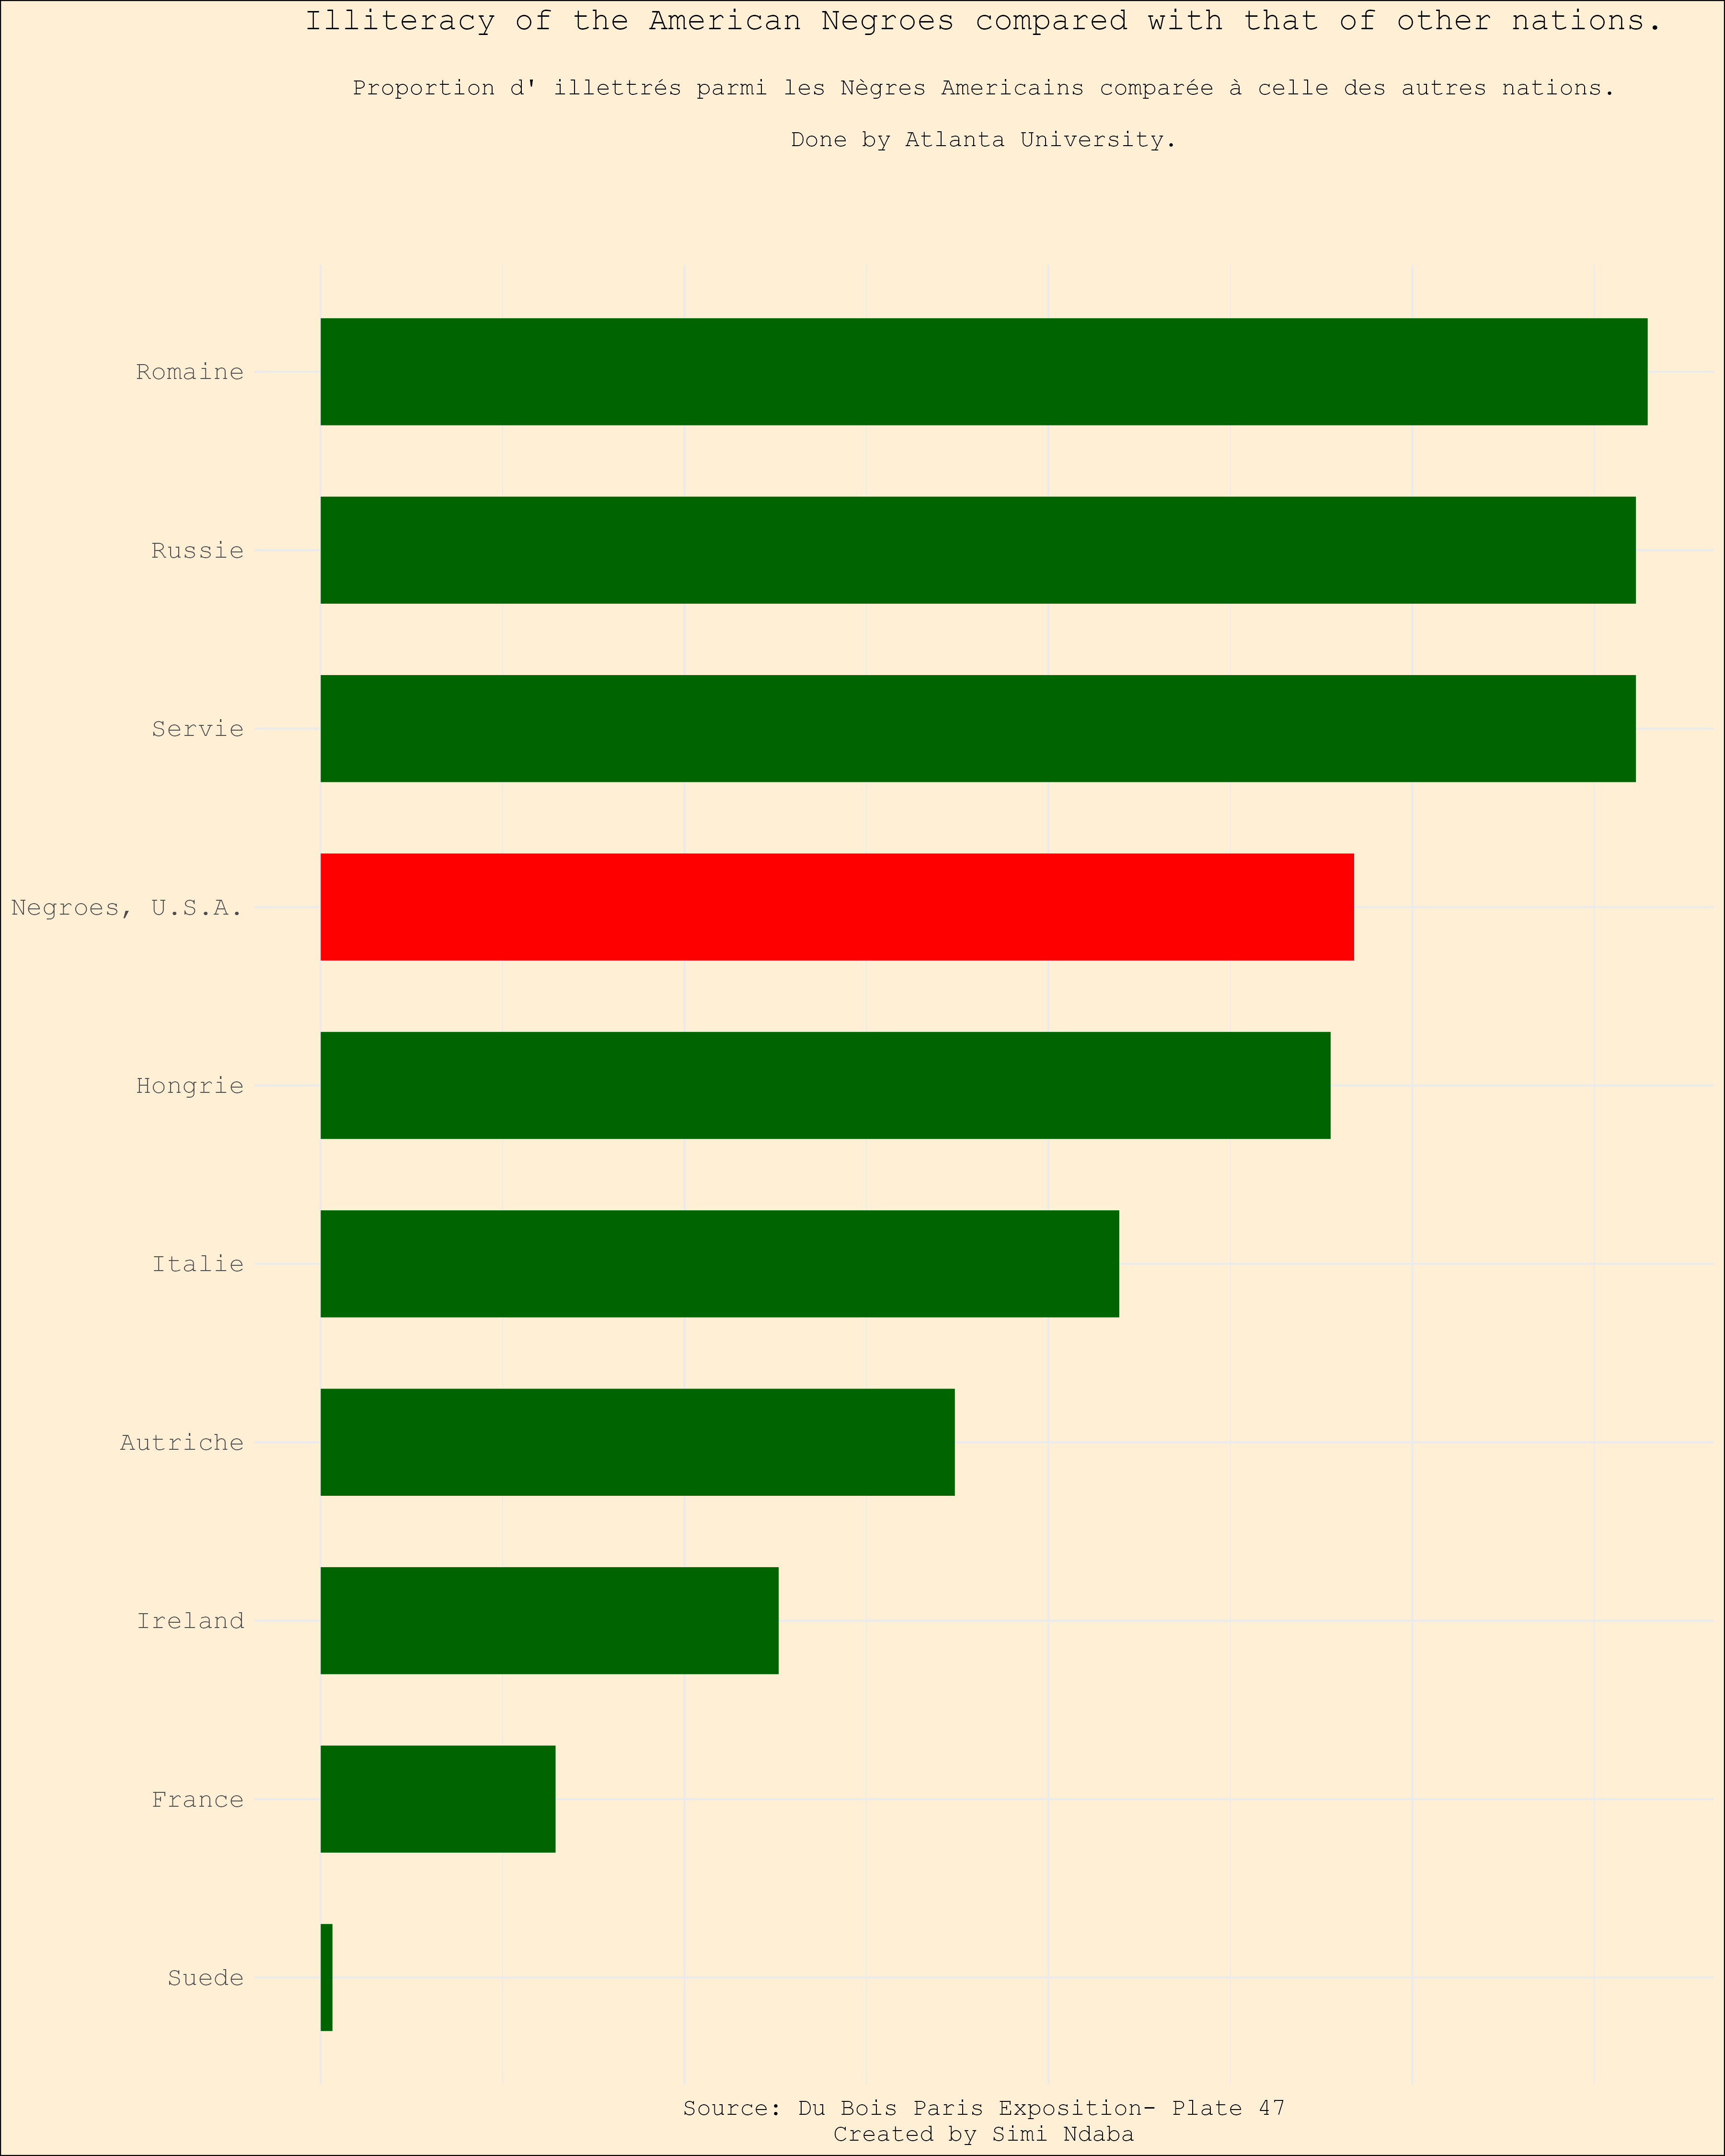 Illiteracy of the American Negroes compared with that of other nations.
Proportion d' illettrés parmi les Nègres Americains comparée à celle des autres nations.
Done by Atlanta University.
Romaine
Russie
Servie
Negroes, U.S.A.
Hongrie
Italie
Autriche
Ireland
France
Suede
Source: Du Bois Paris Exposition- Plate 47
Created by Simi Ndaba